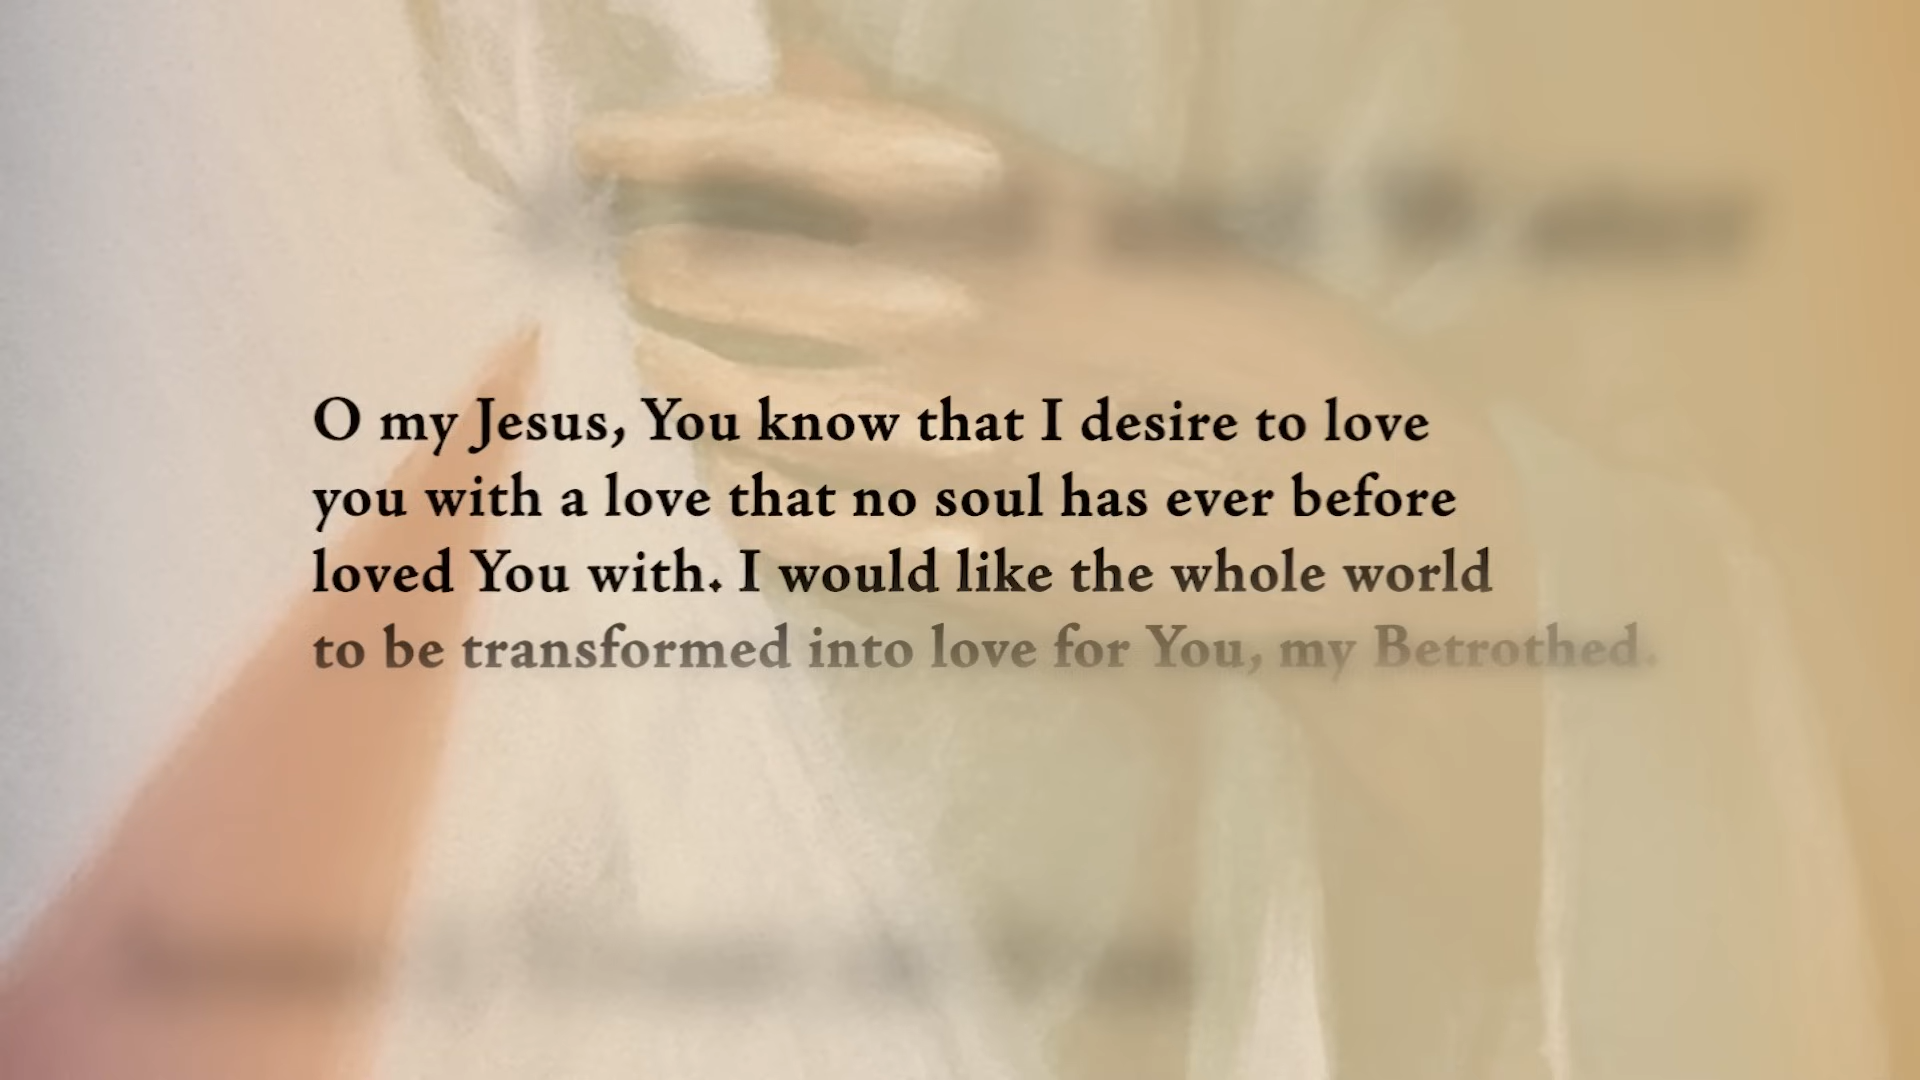 O my Jesus, You know that I desire to love
you with a love that no soul has ever before
loved You with. I would like the whole world
to be transformed into love for You, my Betrothed.